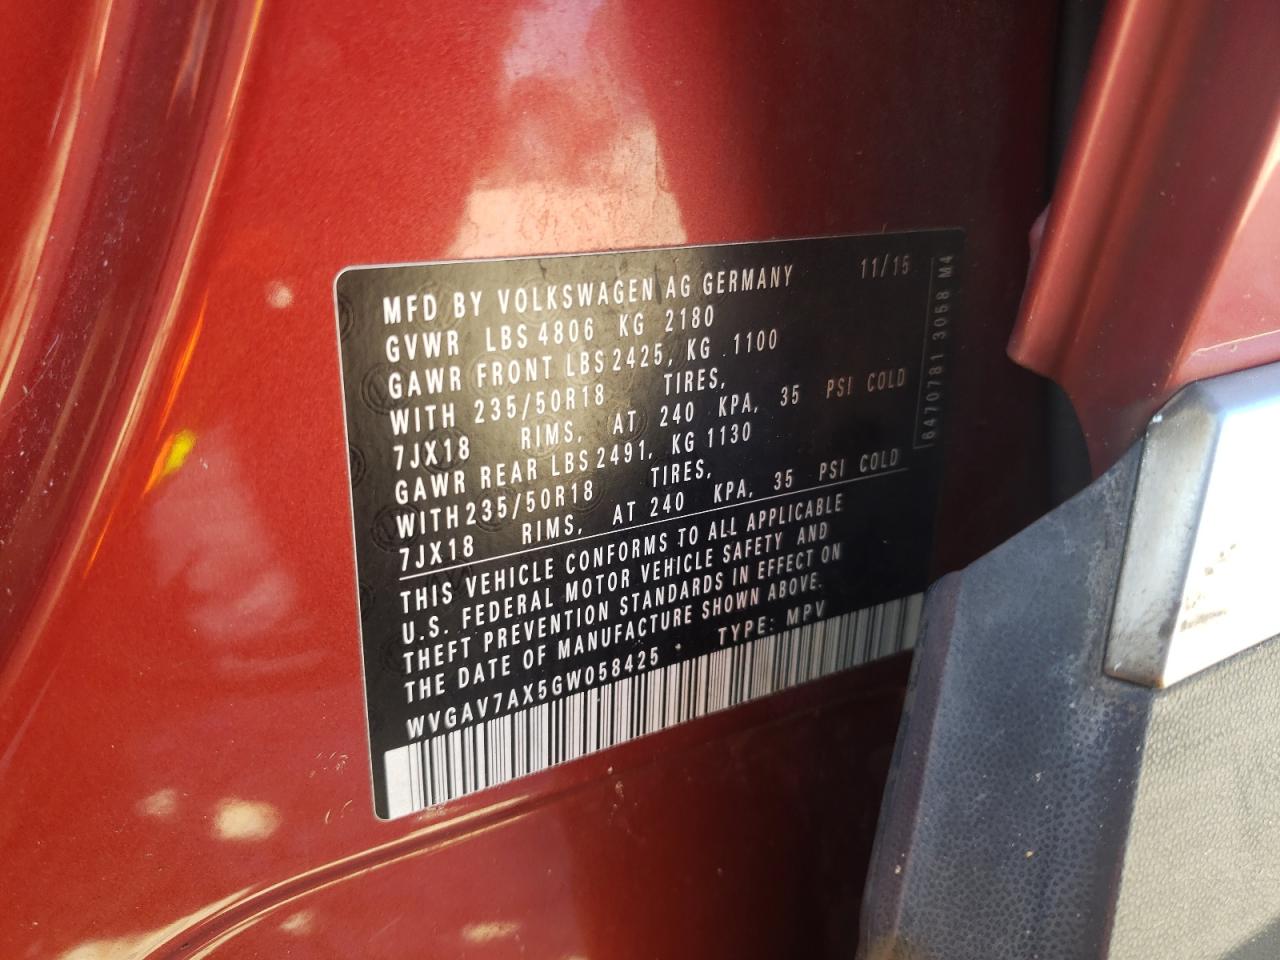 MFD BY VOLKSWAGEN AG GERMANY 11/15
GVWR LBS 4806 KG 2180
GAWR FRONT LBS 2425, KG 1100
WITH 235/50R18 TIRES,
7JX18 RIMS, AT 240 KPA, 35 PSI COLD
GAWR REAR LBS 2491, KG 1130
WITH 235/50R18 TIRES,
7JX18 RIMS, AT 240 KPA, 35 PSI COLD
THIS VEHICLE CONFORMS TO ALL APPLICABLE
U.S. FEDERAL MOTOR VEHICLE SAFETY AND
THEFT PREVENTION STANDARDS IN EFFECT ON
THE DATE OF MANUFACTURE SHOWN ABOVE.
WVGAV7AX5GW058425 * TYPE: MPV
6470781 3058 M4